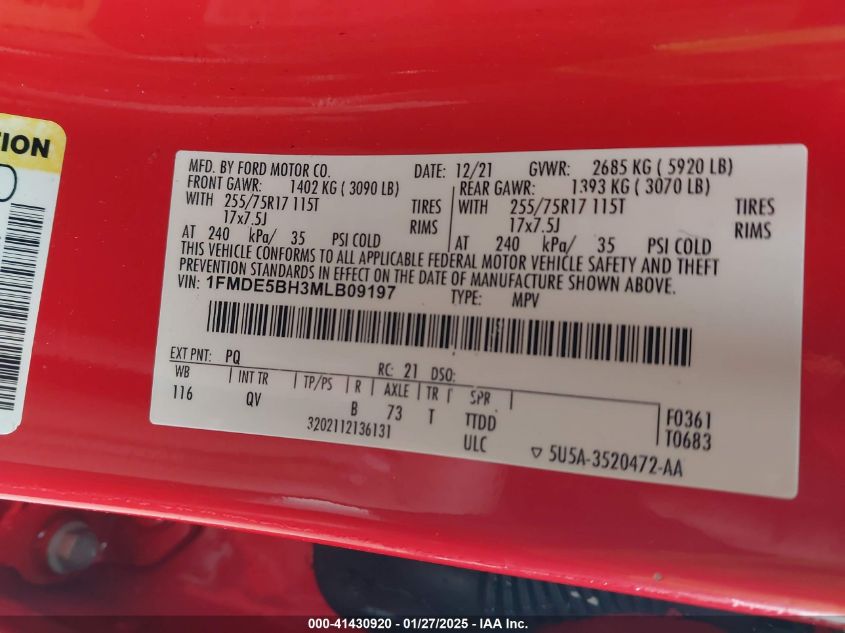 TION
MFD. BY FORD MOTOR CO. DATE: 12/21 GVWR: 2685 KG ( 5920 LB)
FRONT GAWR: 1402 KG ( 3090 LB) REAR GAWR: 1393 KG ( 3070 LB)
WITH 255/75R17 115T TIRES WITH 255/75R17 115T TIRES
17x7.5J RIMS 17x7.5J RIMS
AT 240 kPa/ 35 PSI COLD AT 240 kPa/ 35 PSI COLD
THIS VEHICLE CONFORMS TO ALL APPLICABLE FEDERAL MOTOR VEHICLE SAFETY AND THEFT
PREVENTION STANDARDS IN EFFECT ON THE DATE OF MANUFACTURE SHOWN ABOVE.
VIN: 1FMDE5BH3MLB09197 TYPE: MPV
EXT PNT: PQ RC: 21 DSO:
WB INT TR TP/PS R AXLE TR SPR
116 QV B 73 T TTDD F0361
3202112136131 ULC T0683
▽ 5U5A-3520472-AA
000-41430920 - 01/27/2025 - IAA Inc.